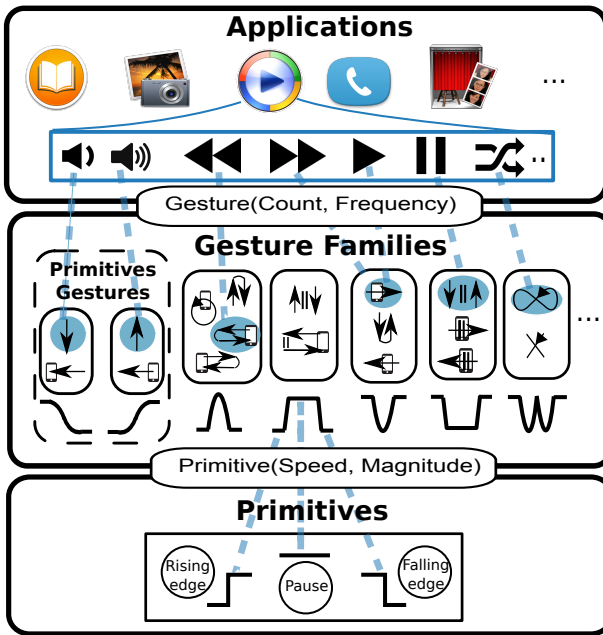 Applications
...
..
Gesture(Count, Frequency)
Gesture Families
Primitives
Gestures
...
Primitive(Speed, Magnitude)
Primitives
Rising
edge
Pause
Falling
edge